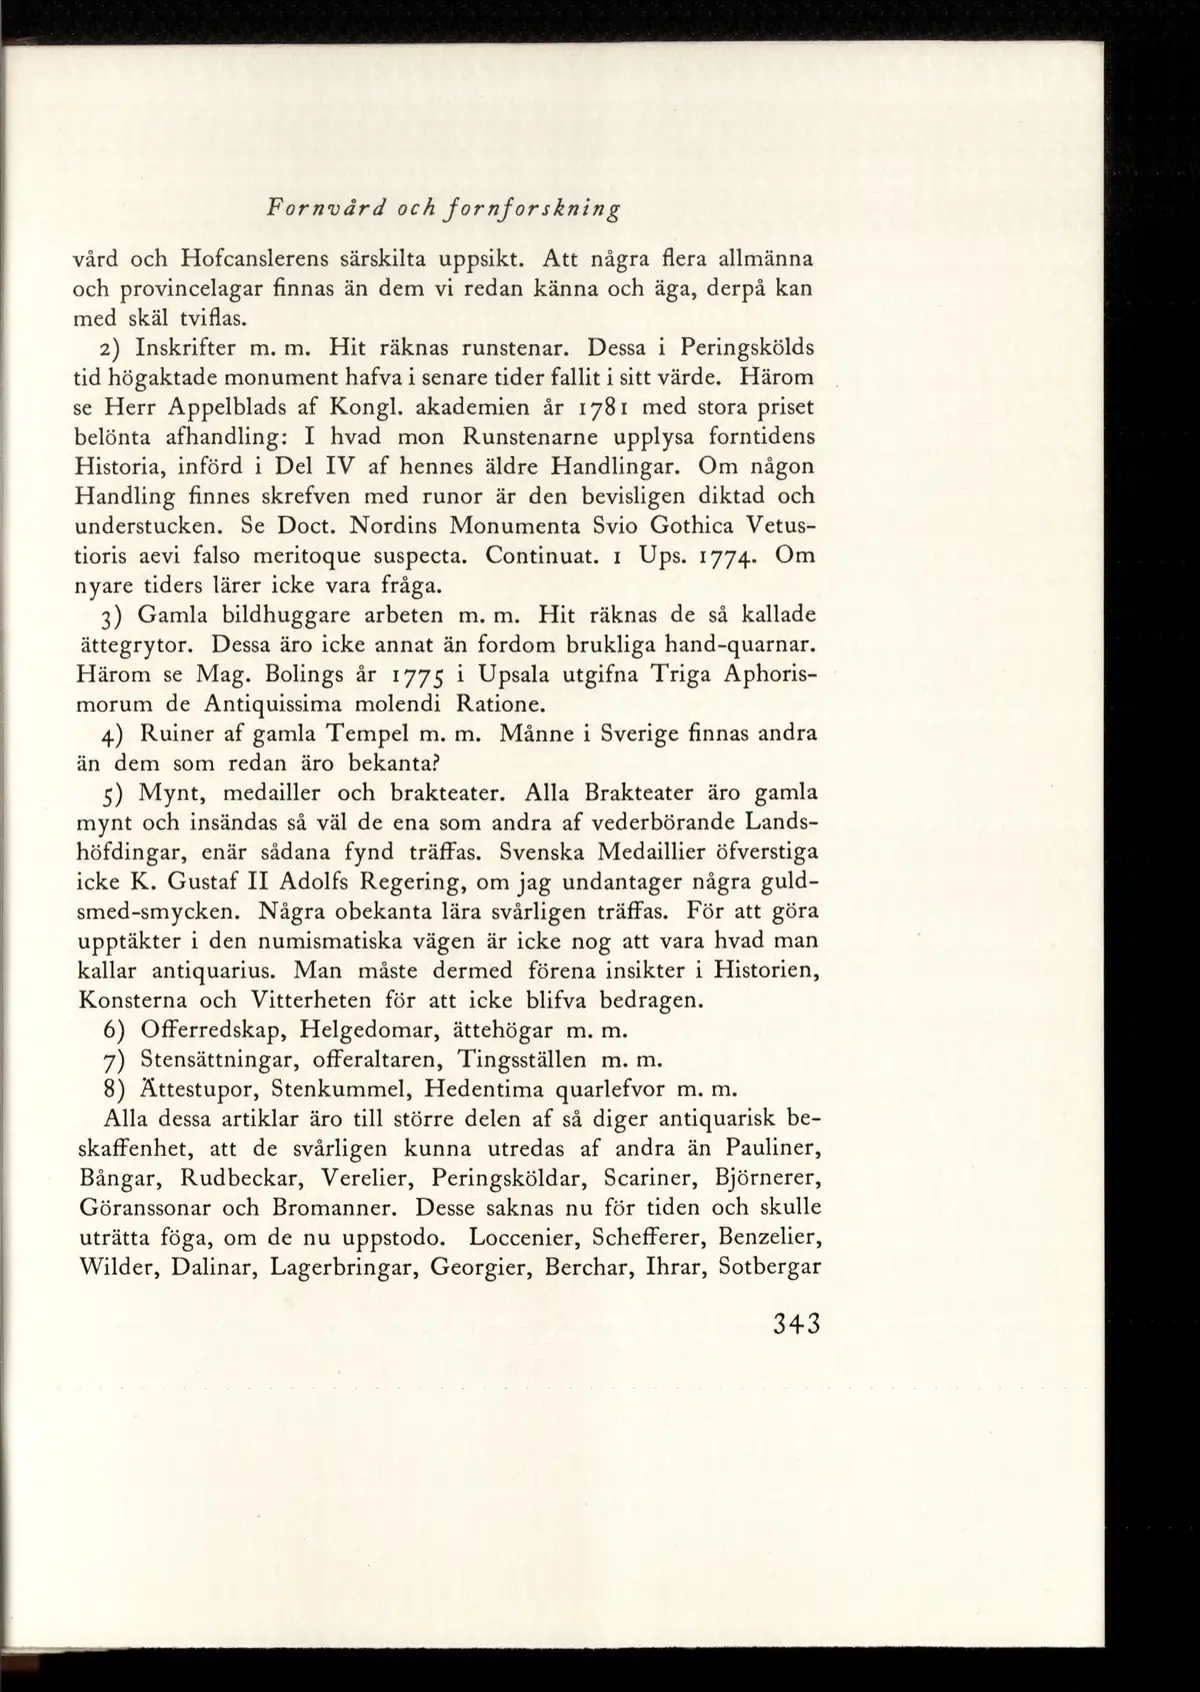 Fornvård och fornforskning
vård och Hofcanslerens särskilta uppsikt. Att några flera allmänna
och provincelagar finnas än dem vi redan känna och äga, derpå kan
med skäl tviflas.
2) Inskrifter m. m. Hit räknas runstenar. Dessa i Peringskölds
tid högaktade monument hafva i senare tider fallit i sitt värde. Härom
se Herr Appelblads af Kongl. akademien år 1781 med stora priset
belönta afhandling: I hvad mon Runstenarne upplysa forntidens
Historia, införd i Del IV af hennes äldre Handlingar. Om någon
Handling finnes skrefven med runor är den bevisligen diktad och
understucken. Se Doct. Nordins Monumenta Svio Gothica Vetus-
tioris aevi falso meritoque suspecta. Continuat. 1 Ups. 1774. Om
nyare tiders lärer icke vara fråga.
3) Gamla bildhuggare arbeten m. m. Hit räknas de så kallade
ättegrytor. Dessa äro icke annat än fordom brukliga hand-quarnar.
Härom se Mag. Bolings år 1775 i Upsala utgifna Triga Aphoris-
morum de Antiquissima molendi Ratione.
4) Ruiner af gamla Tempel m. m. Månne i Sverige finnas andra
än dem som redan äro bekanta?
5) Mynt, medailler och brakteater. Alla Brakteater äro gamla
mynt och insändas så väl de ena som andra af vederbörande Lands-
höfdingar, enär sådana fynd träffas. Svenska Medaillier öfverstiga
icke K. Gustaf II Adolfs Regering, om jag undantager några guld-
smed-smycken. Några obekanta lära svårligen träffas. För att göra
upptäkter i den numismatiska vägen är icke nog att vara hvad man
kallar antiquarius. Man måste dermed förena insikter i Historien,
Konsterna och Vitterheten för att icke blifva bedragen.
6) Offerredskap, Helgedomar, ättehögar m. m.
7) Stensättningar, offeraltaren, Tingsställen m. m.
8) Ättestupor, Stenkummel, Hedentima quarlefvor m. m.
Alla dessa artiklar äro till större delen af så diger antiquarisk be-
skaffenhet, att de svårligen kunna utredas af andra än Pauliner,
Bångar, Rudbeckar, Verelier, Peringsköldar, Scariner, Björnerer,
Göranssonar och Bromanner. Desse saknas nu för tiden och skulle
uträtta föga, om de nu uppstodo. Loccenier, Schefferer, Benzelier,
Wilder, Dalinar, Lagerbringar, Georgier, Berchar, Ihrar, Sotbergar
343